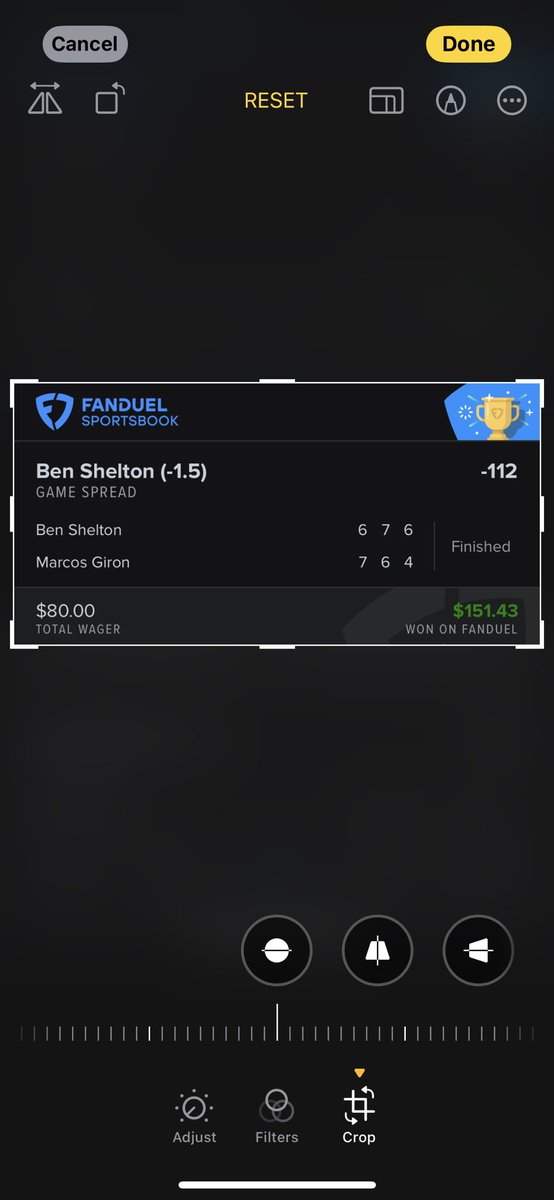 Cancel
Done
RESET
FANDUEL
SPORTSBOOK
Ben Shelton (-1.5)
-112
GAME SPREAD
Ben Shelton 6 7 6
Finished
Marcos Giron 7 6 4
$80.00
$151.43
TOTAL WAGER
WON ON FANDUEL
Adjust
Filters
Crop